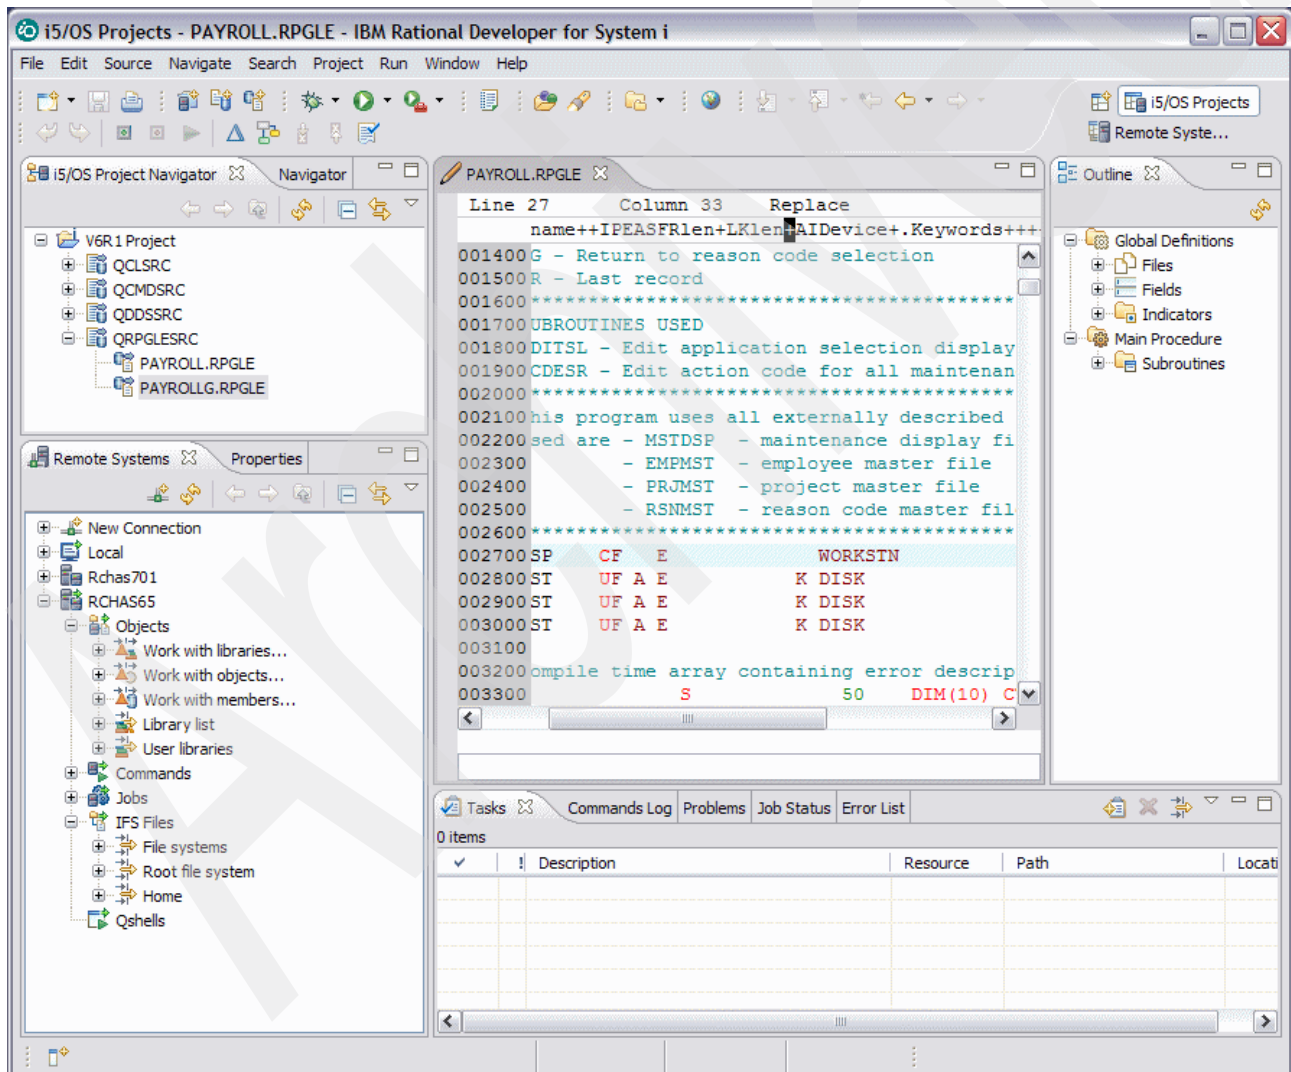 i5/OS Projects - PAYROLL.RPGLE - IBM Rational Developer for System i
File Edit Source Navigate Search Project Run Window Help
i5/OS Projects
Remote Syste...
i5/OS Project Navigator Navigator
V6R1 Project
QCLSRC
QCMDSRC
QDDSSRC
QRPGLESRC
PAYROLL.RPGLE
PAYROLLG.RPGLE
Remote Systems Properties
New Connection
Local
Rchas701
RCHAS65
Objects
Work with libraries...
Work with objects...
Work with members...
Library list
User libraries
Commands
Jobs
IFS Files
File systems
Root file system
Home
Qshells
PAYROLL.RPGLE
Line 27 Column 33 Replace
name++IPEASFRlen+LKlen+AIDevice+.Keywords+++
001400 G - Return to reason code selection
001500 R - Last record
001600 *****************************************
001700 UBROUTINES USED
001800 DITSL - Edit application selection display
001900 CDESR - Edit action code for all maintenan
002000 *****************************************
002100 his program uses all externally described
002200 sed are - MSTDSP - maintenance display fi
002300 - EMPMST - employee master file
002400 - PRJMST - project master file
002500 - RSNMST - reason code master fil
002600 *****************************************
002700 SP CF E WORKSTN
002800 ST UF A E K DISK
002900 ST UF A E K DISK
003000 ST UF A E K DISK
003100
003200 ompile time array containing error descrip
003300 S 50 DIM(10) C
Outline
Global Definitions
Files
Fields
Indicators
Main Procedure
Subroutines
Tasks Commands Log Problems Job Status Error List
0 items
! Description Resource Path Locati